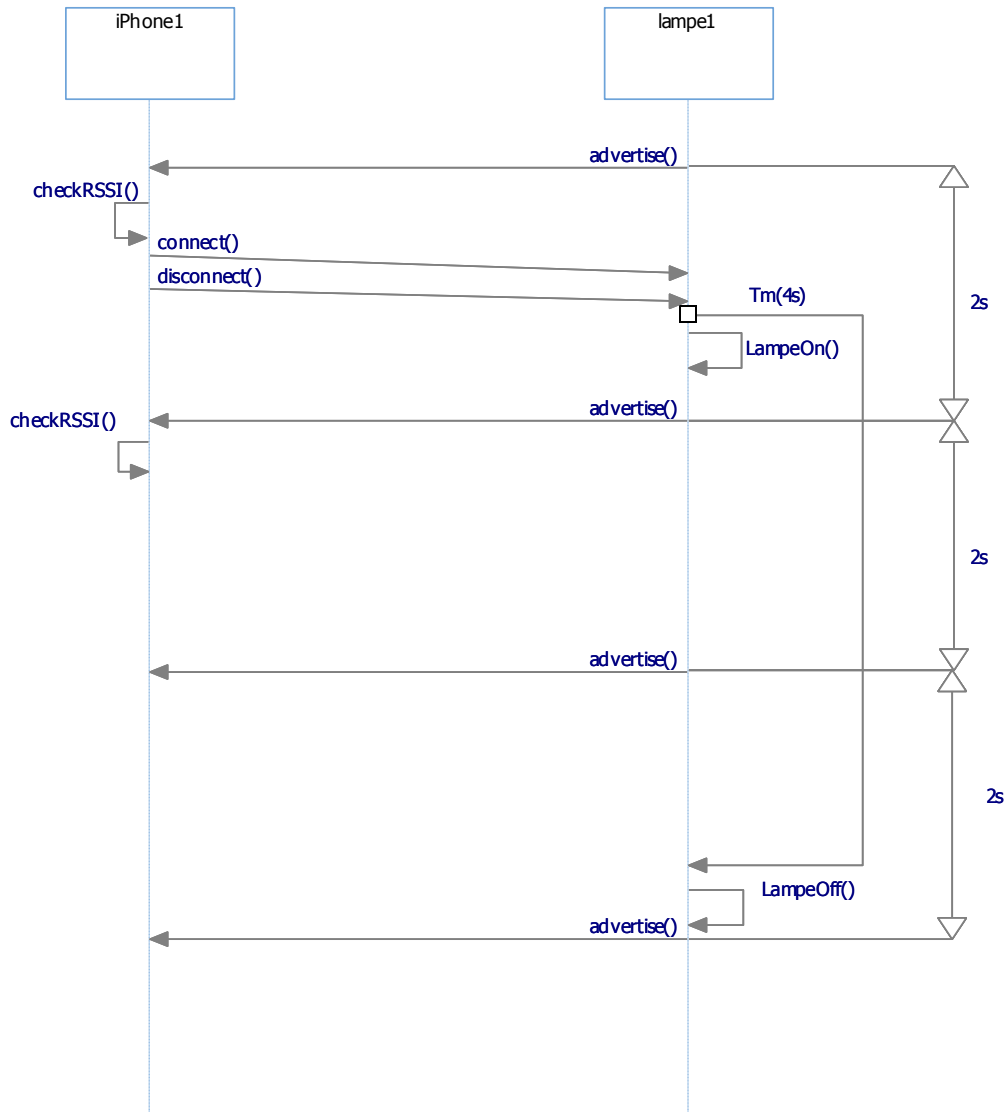 iPhone1
lampe1
advertise()
checkRSSI()
connect()
disconnect()
Tm(4s)
2s
LampeOn()
advertise()
checkRSSI()
2s
advertise()
2s
LampeOff()
advertise()